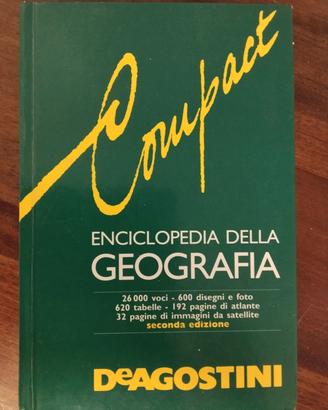 Compact
ENCICLOPEDIA DELLA
GEOGRAFIA
26 000 voci - 600 disegni e foto
620 tabelle - 192 pagine di atlante
32 pagine di immagini da satellite
seconda edizione
DeAGOSTINI